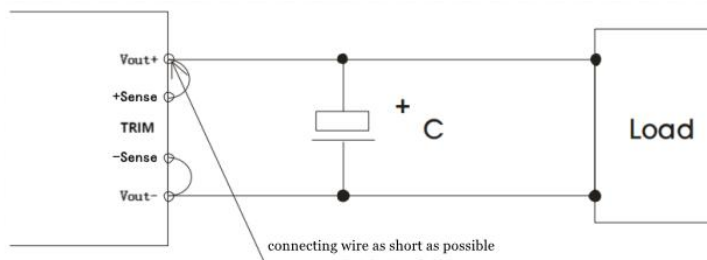 Vout+
+Sense
+
C
TRIM
Load
−Sense
Vout-
connecting wire as short as possible